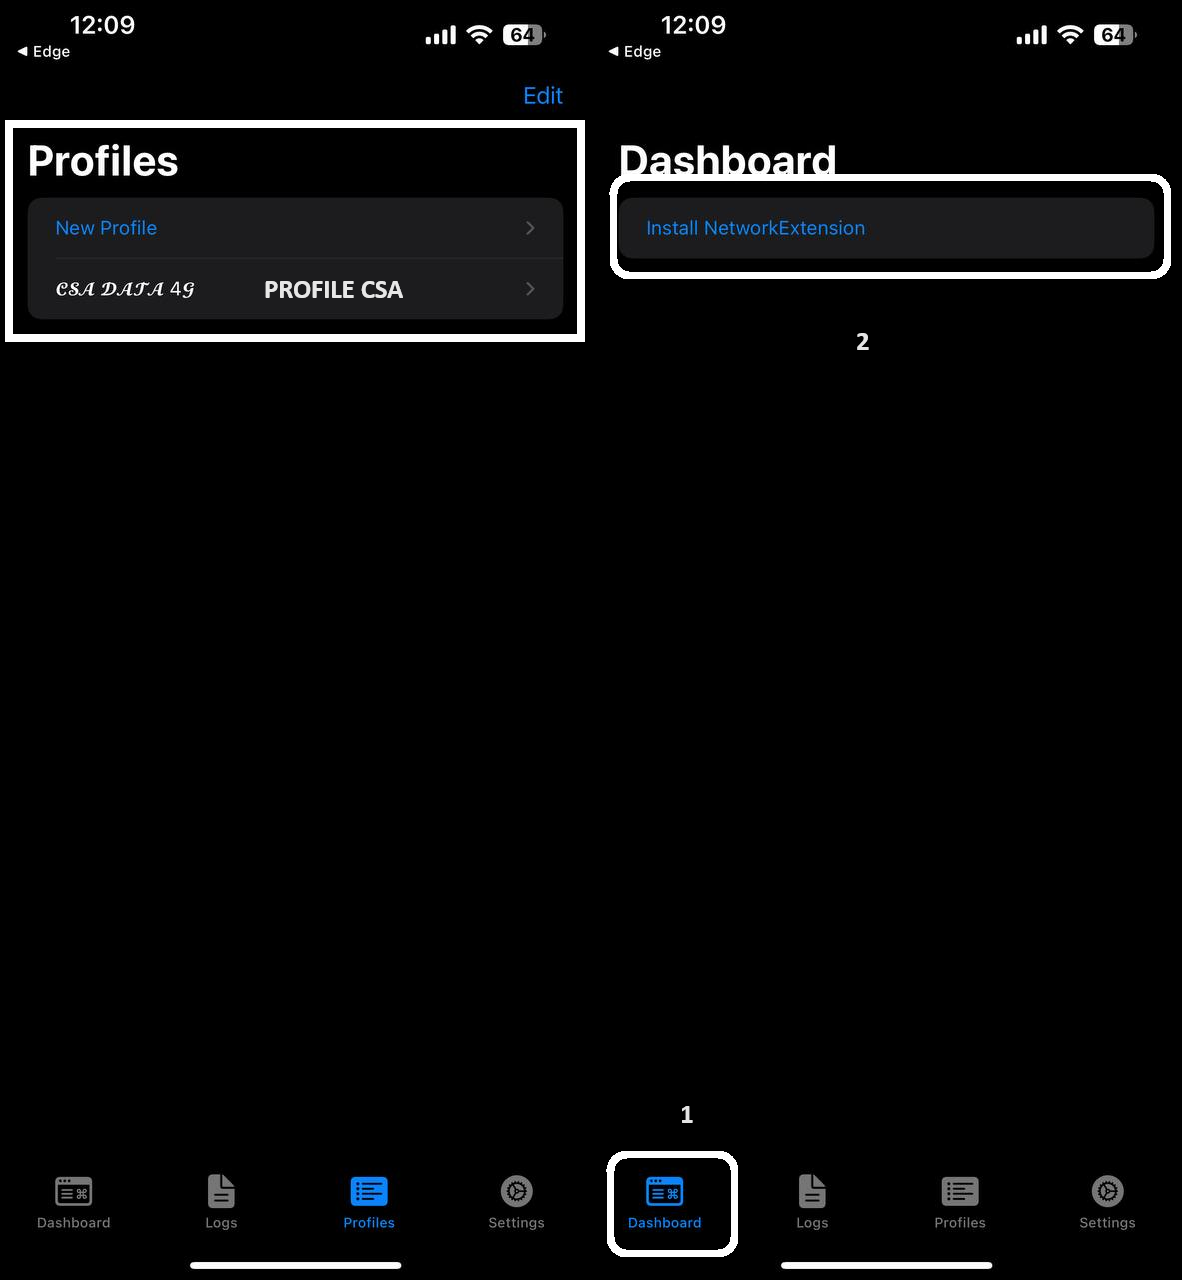 12:09
64
◀ Edge
Edit
Profiles
New Profile
𝓒𝓢𝓐 𝓓𝓐𝓣𝓐 4𝓖 PROFILE CSA
Dashboard
Logs
Profiles
Settings
12:09
64
◀ Edge
Dashboard
Install NetworkExtension
2
1
Dashboard
Logs
Profiles
Settings